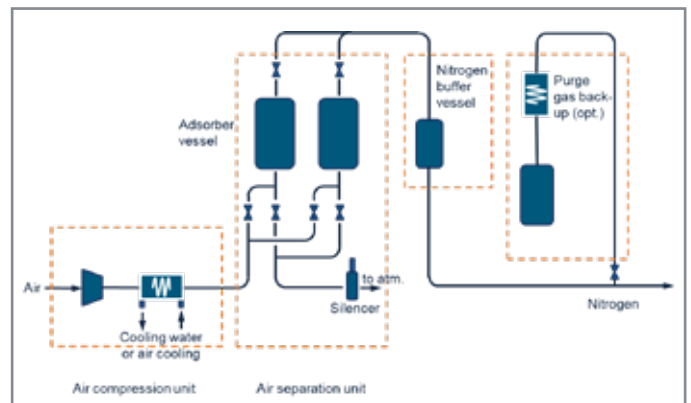 Nitrogen
buffer
vessel
Purge
gas back-
up (opt.)
Adsorber
vessel
Air
to atm.
Silencer
Nitrogen
Cooling water
or air cooling
Air compression unit
Air separation unit